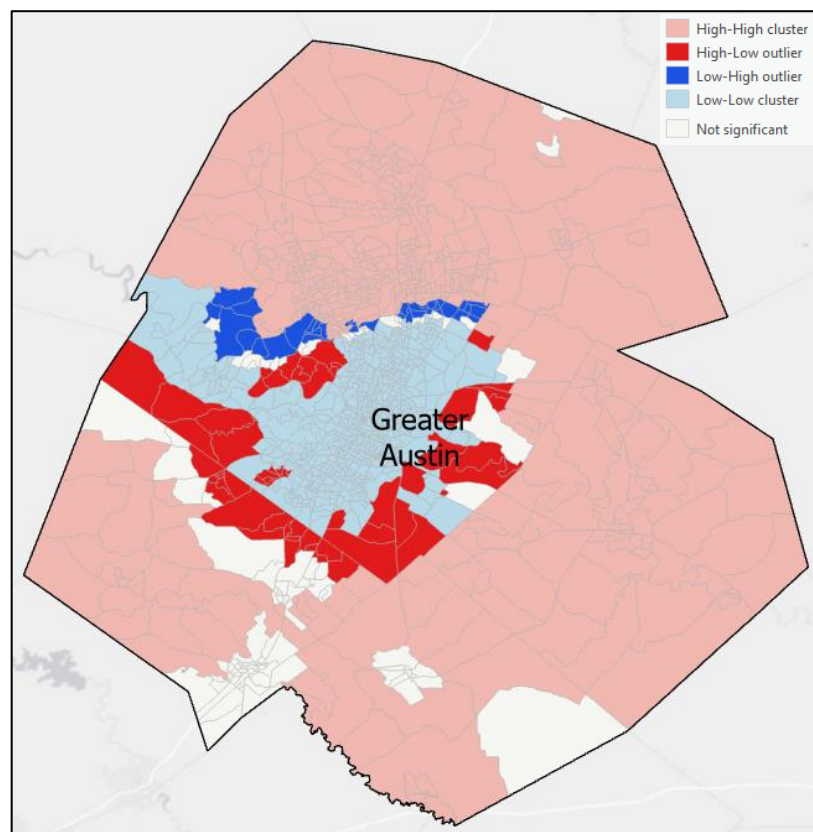 High-High cluster
High-Low outlier
Low-High outlier
Low-Low cluster
Not significant
Greater
Austin